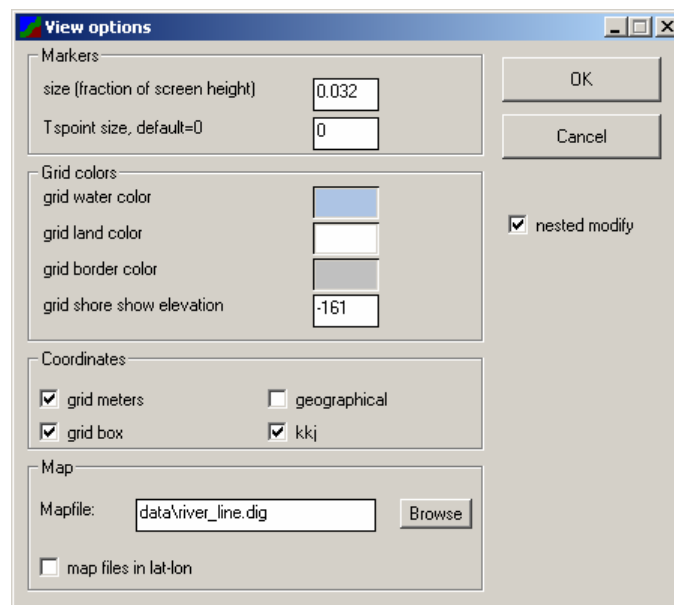 View options
Markers
size (fraction of screen height) 0.032
Tspoint size, default=0 0
OK
Cancel
Grid colors
grid water color
grid land color
grid border color
grid shore show elevation -161
nested modify
Coordinates
grid meters geographical
grid box kkj
Map
Mapfile: data\river_line.dig Browse
map files in lat-lon